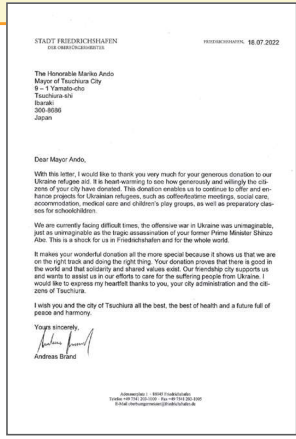 STADT FRIEDRICHSHAFEN
DER OBERBÜRGERMEISTER
FRIEDRICHSHAFEN, 18.07.2022
The Honorable Mariko Ando
Mayor of Tsuchiura City
9 – 1 Yamato-cho
Tsuchiura-shi
Ibaraki
300-8686
Japan
Dear Mayor Ando,
With this letter, I would like to thank you very much for your generous donation to our
Ukraine refugee aid. It is heart-warming to see how generously and willingly the citi-
zens of your city have donated. This donation enables us to continue to offer and en-
hance projects for Ukrainian refugees, such as coffee/teatime meetings, social care,
accommodation, medical care and children's play groups, as well as preparatory clas-
ses for schoolchildren.
We are currently facing difficult times, the offensive war in Ukraine was unimaginable,
just as unimaginable as the tragic assassination of your former Prime Minister Shinzo
Abe. This is a shock for us in Friedrichshafen and for the whole world.
It makes your wonderful donation all the more special because it shows us that we are
on the right track and doing the right thing. Your donation proves that there is good in
the world and that solidarity and shared values exist. Our friendship city supports us
and wants to assist us in our efforts to care for the suffering people from Ukraine. I
would like to express my heartfelt thanks to you, your city administration and the citi-
zens of Tsuchiura.
I wish you and the city of Tsuchiura all the best, the best of health and a future full of
peace and harmony.
Yours sincerely,
Andreas Brand
Adenauerplatz 1 – 88045 Friedrichshafen